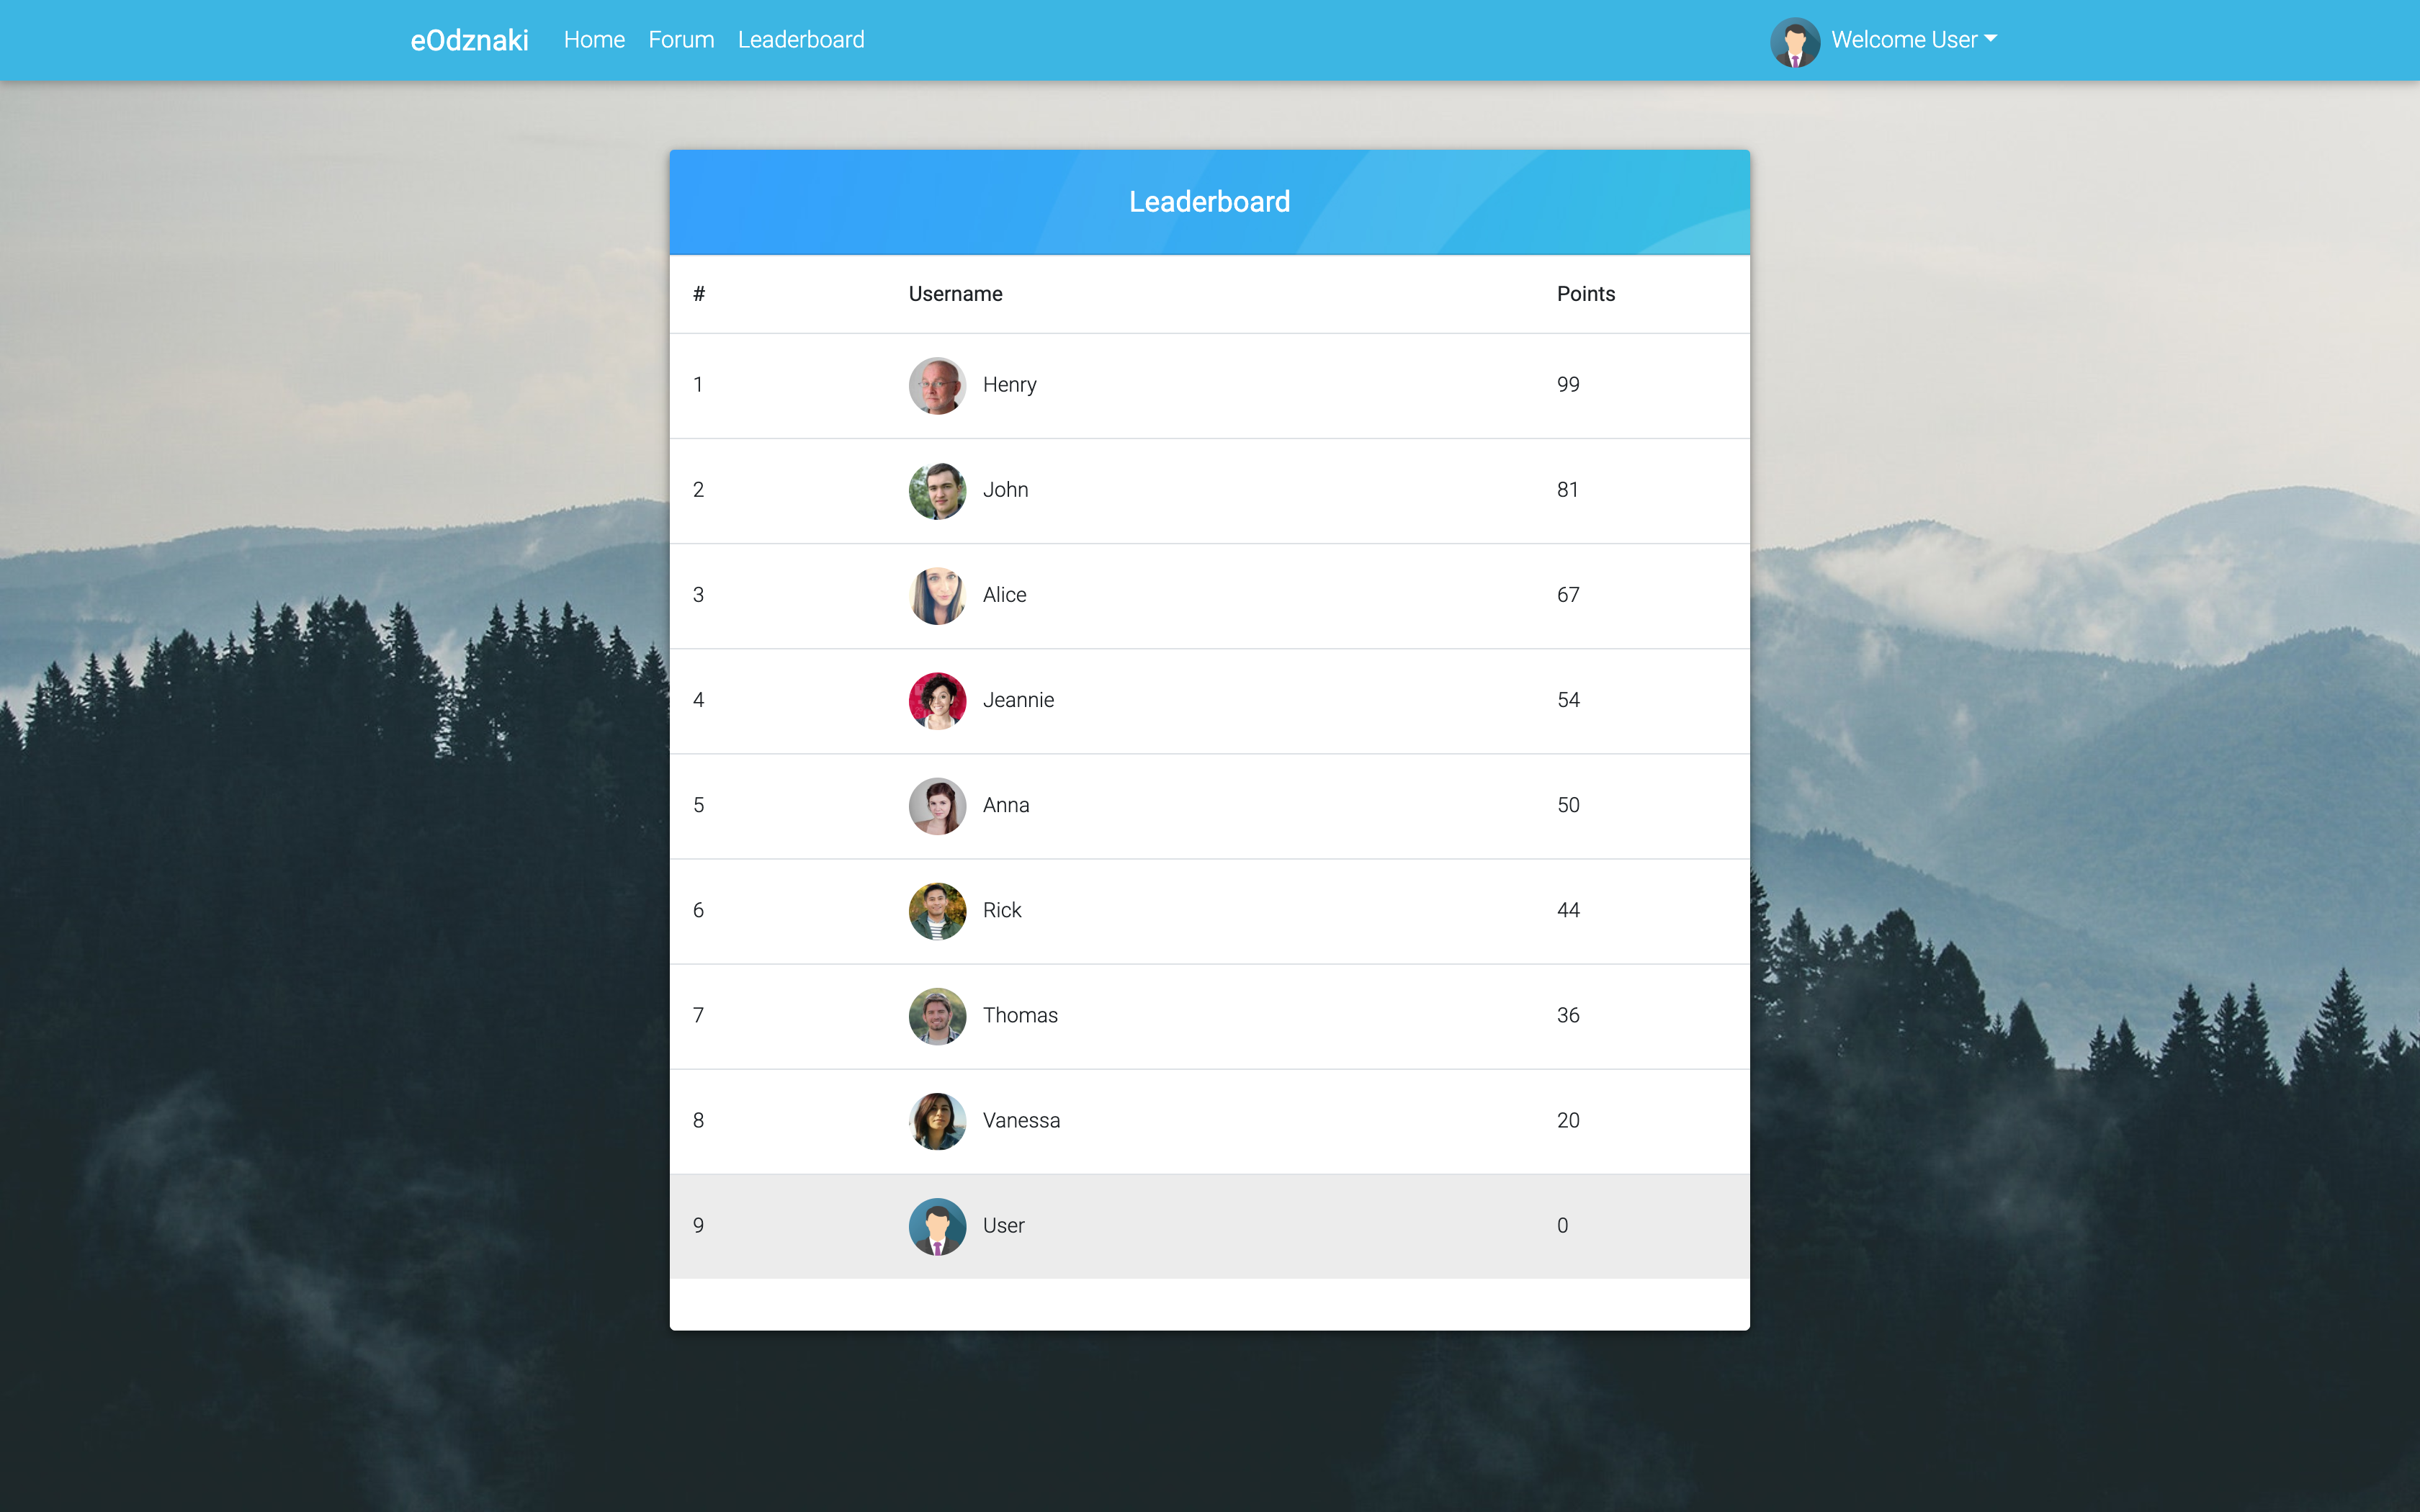 eOdznaki Home Forum Leaderboard Welcome User
Leaderboard
# Username Points
1 Henry 99
2 John 81
3 Alice 67
4 Jeannie 54
5 Anna 50
6 Rick 44
7 Thomas 36
8 Vanessa 20
9 User 0